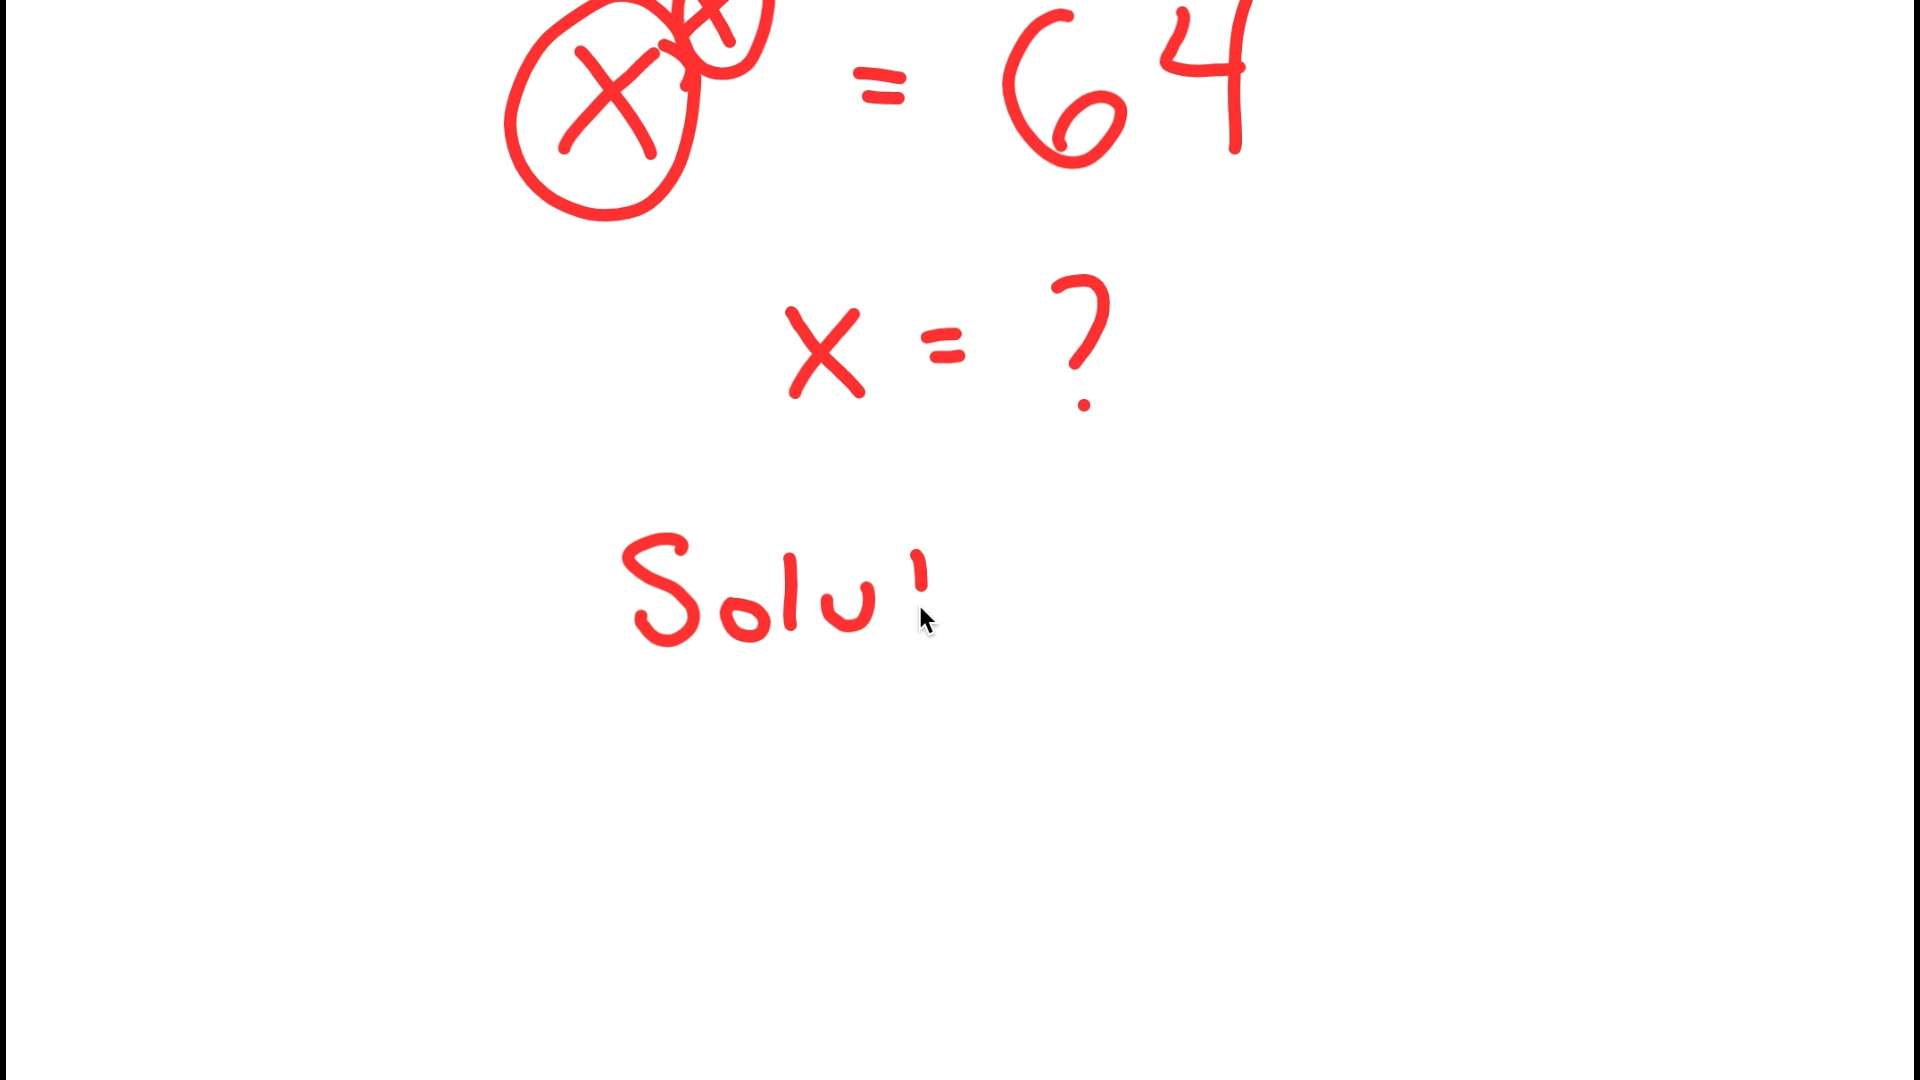 x^x = 64
x = ?
Solu'